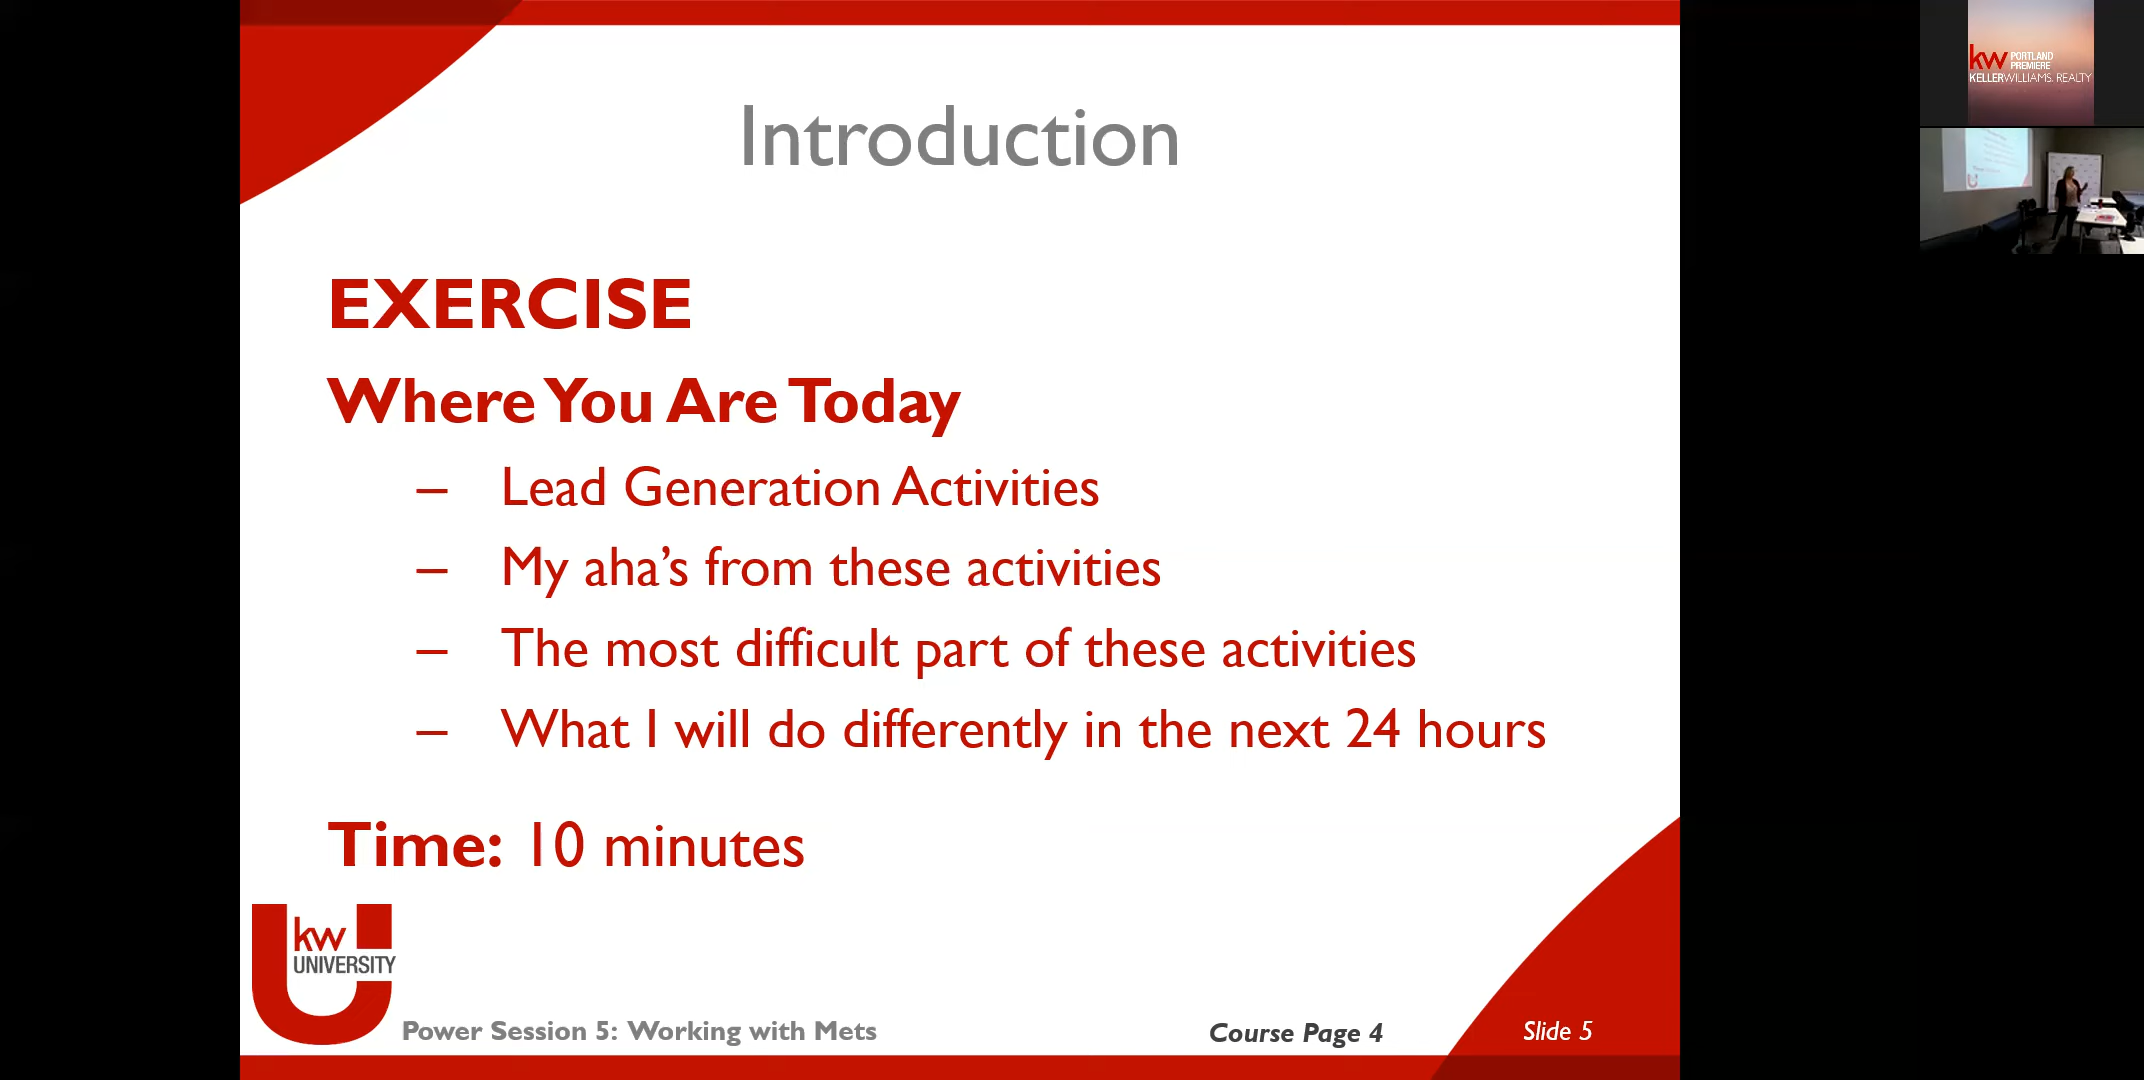 Introduction
EXERCISE
Where You Are Today
– Lead Generation Activities
– My aha’s from these activities
– The most difficult part of these activities
– What I will do differently in the next 24 hours
Time: 10 minutes
kw
UNIVERSITY
Power Session 5: Working with Mets
Course Page 4
Slide 5
kw PORTLAND
PREMIERE
KELLERWILLIAMS. REALTY